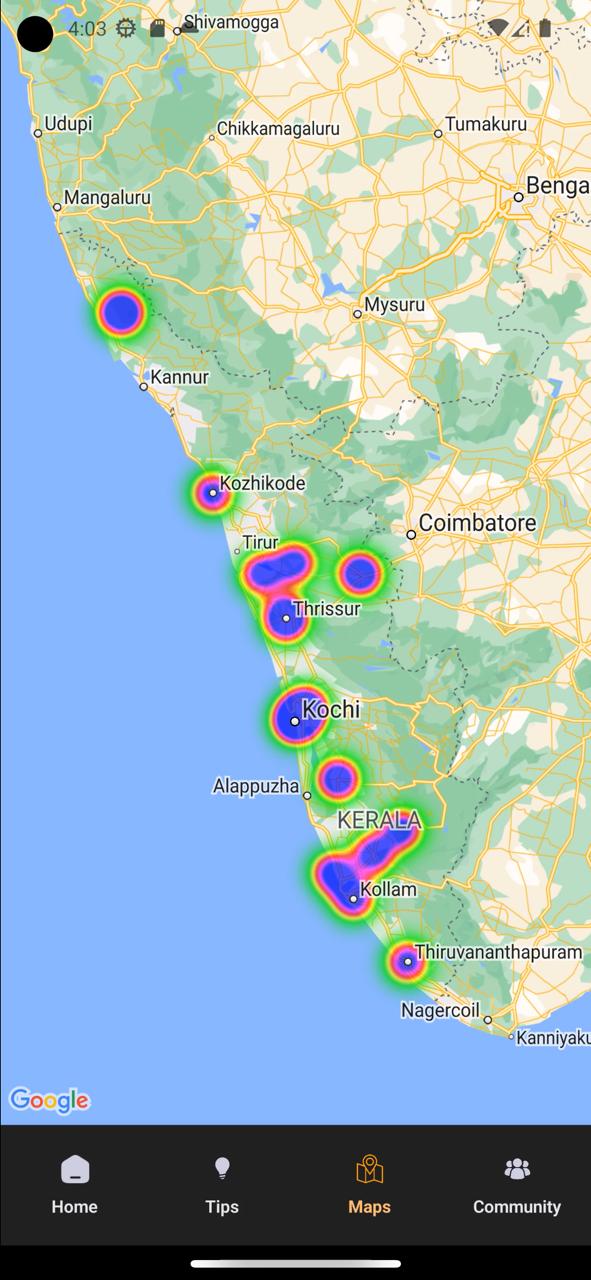 4:03
Shivamogga
Udupi
Chikkamagaluru
Tumakuru
Benga
Mangaluru
Mysuru
Kannur
Kozhikode
Coimbatore
Tirur
Thrissur
Kochi
Alappuzha
KERALA
Kollam
Thiruvananthapuram
Nagercoil
Kanniyaku
Google
Home
Tips
Maps
Community